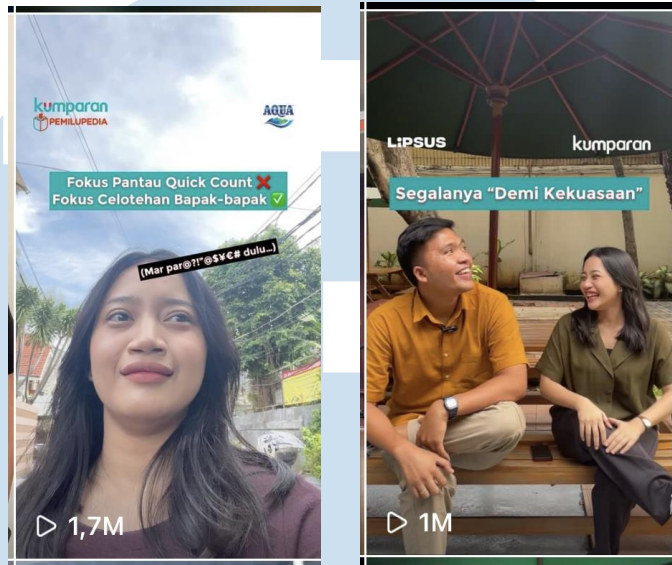 kumparan
PEMILUPEDIA
AQUA
Fokus Pantau Quick Count ❌
Fokus Celotehan Bapak-bapak ✅
(Mar par@?!"@$¥€# dulu...)
1,7M
LIPSUS
kumparan
Segalanya “Demi Kekuasaan”
1M